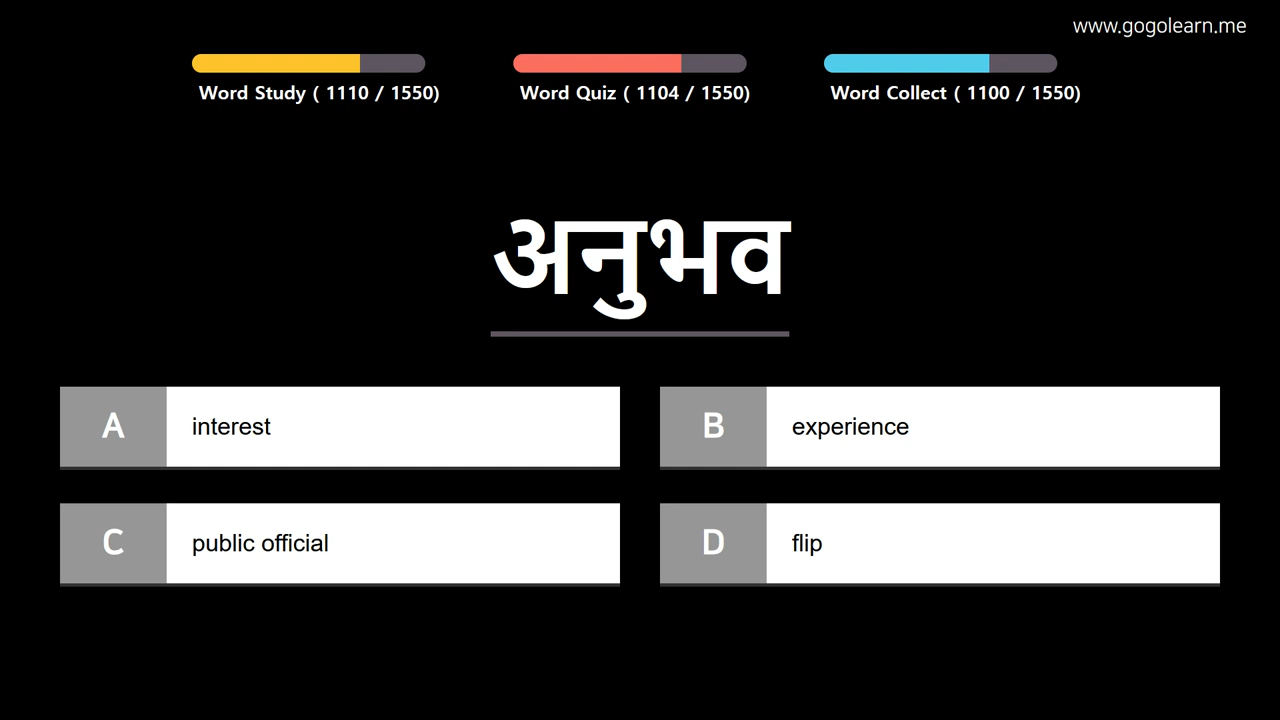 www.gogolearn.me
Word Study ( 1110 / 1550)
Word Quiz ( 1104 / 1550)
Word Collect ( 1100 / 1550)
अनुभव
A interest
B experience
C public official
D flip